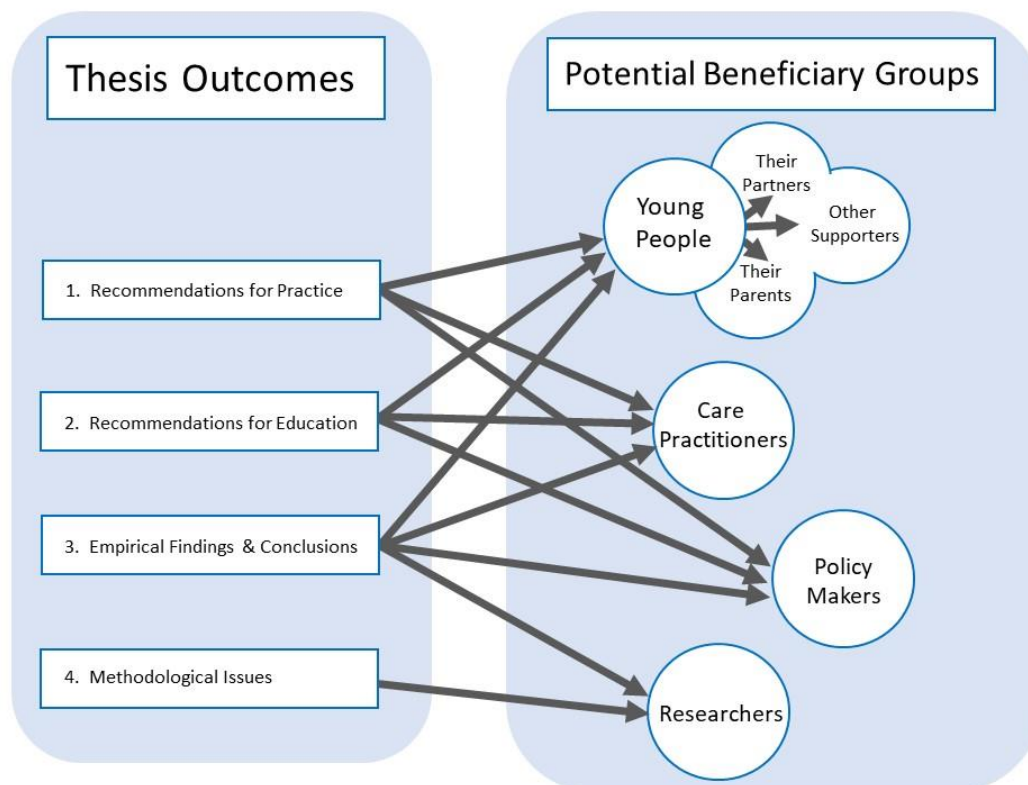 Thesis Outcomes
1. Recommendations for Practice
2. Recommendations for Education
3. Empirical Findings & Conclusions
4. Methodological Issues
Potential Beneficiary Groups
Young
People
Their
Partners
Other
Supporters
Their
Parents
Care
Practitioners
Policy
Makers
Researchers